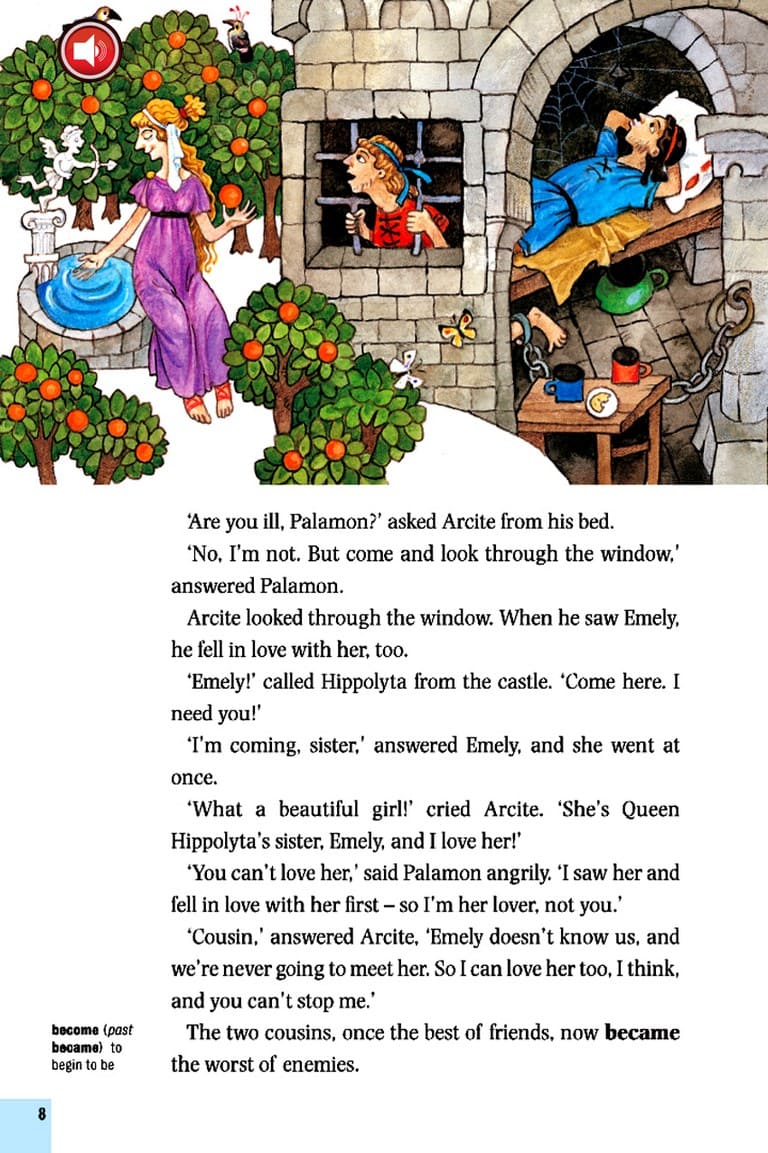 ‘Are you ill, Palamon?’ asked Arcite from his bed.
‘No, I’m not. But come and look through the window,’
answered Palamon.
Arcite looked through the window. When he saw Emely,
he fell in love with her, too.
‘Emely!’ called Hippolyta from the castle. ‘Come here. I
need you!’
‘I’m coming, sister,’ answered Emely, and she went at
once.
‘What a beautiful girl!’ cried Arcite. ‘She’s Queen
Hippolyta’s sister, Emely, and I love her!’
‘You can’t love her,’ said Palamon angrily. ‘I saw her and
fell in love with her first – so I’m her lover, not you.’
‘Cousin,’ answered Arcite, ‘Emely doesn’t know us, and
we’re never going to meet her. So I can love her too, I think,
and you can’t stop me.’
The two cousins, once the best of friends, now became
the worst of enemies.
become (past
became) to
begin to be
8